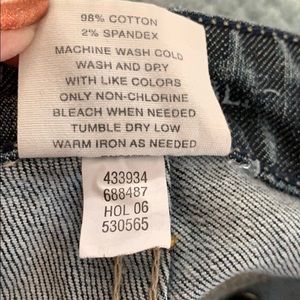 98% COTTON
2% SPANDEX
MACHINE WASH COLD
WASH AND DRY
WITH LIKE COLORS
ONLY NON-CHLORINE
BLEACH WHEN NEEDED
TUMBLE DRY LOW
WARM IRON AS NEEDED
433934
688487
HOL 06
530565